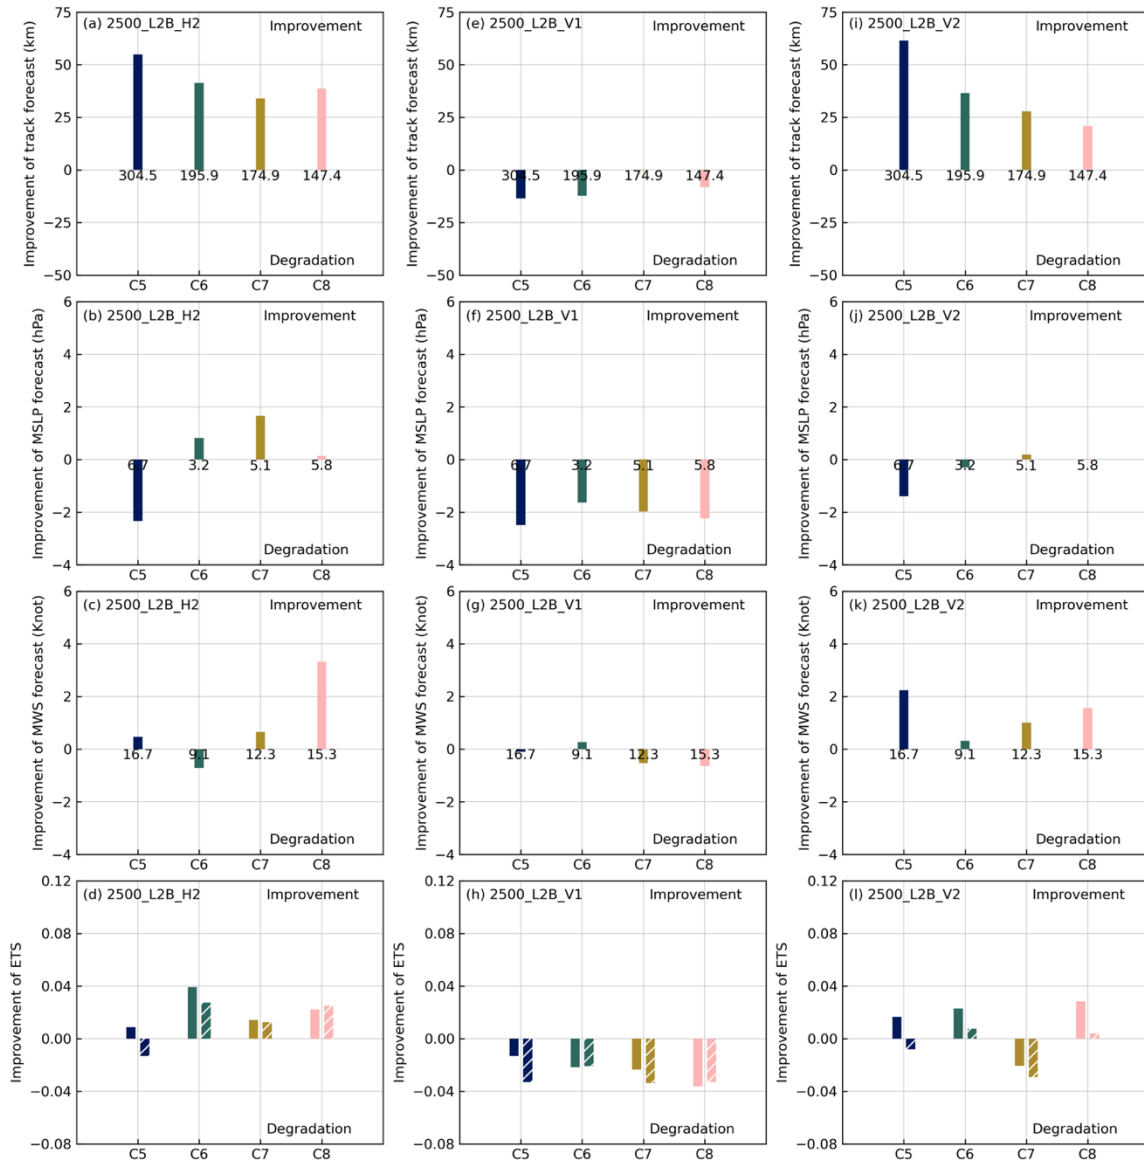 (a) 2500_L2B_H2 Improvement
Improvement of track forecast (km)
75
50
25
0
−25
−50
304.5 195.9 174.9 147.4
Degradation
C5 C6 C7 C8
(e) 2500_L2B_V1 Improvement
Improvement of track forecast (km)
75
50
25
0
−25
−50
304.5 195.9 174.9 147.4
Degradation
C5 C6 C7 C8
(i) 2500_L2B_V2 Improvement
Improvement of track forecast (km)
75
50
25
0
−25
−50
304.5 195.9 174.9 147.4
Degradation
C5 C6 C7 C8
(b) 2500_L2B_H2 Improvement
Improvement of MSLP forecast (hPa)
6
4
2
0
−2
−4
6.7 3.2 5.1 5.8
Degradation
C5 C6 C7 C8
(f) 2500_L2B_V1 Improvement
Improvement of MSLP forecast (hPa)
6
4
2
0
−2
−4
6.7 3.2 5.1 5.8
Degradation
C5 C6 C7 C8
(j) 2500_L2B_V2 Improvement
Improvement of MSLP forecast (hPa)
6
4
2
0
−2
−4
6.7 3.2 5.1 5.8
Degradation
C5 C6 C7 C8
(c) 2500_L2B_H2 Improvement
Improvement of MWS forecast (Knot)
6
4
2
0
−2
−4
16.7 9.1 12.3 15.3
Degradation
C5 C6 C7 C8
(g) 2500_L2B_V1 Improvement
Improvement of MWS forecast (Knot)
6
4
2
0
−2
−4
16.7 9.1 12.3 15.3
Degradation
C5 C6 C7 C8
(k) 2500_L2B_V2 Improvement
Improvement of MWS forecast (Knot)
6
4
2
0
−2
−4
16.7 9.1 12.3 15.3
Degradation
C5 C6 C7 C8
(d) 2500_L2B_H2 Improvement
Improvement of ETS
0.12
0.08
0.04
0.00
−0.04
−0.08
Degradation
C5 C6 C7 C8
(h) 2500_L2B_V1 Improvement
Improvement of ETS
0.12
0.08
0.04
0.00
−0.04
−0.08
Degradation
C5 C6 C7 C8
(l) 2500_L2B_V2 Improvement
Improvement of ETS
0.12
0.08
0.04
0.00
−0.04
−0.08
Degradation
C5 C6 C7 C8